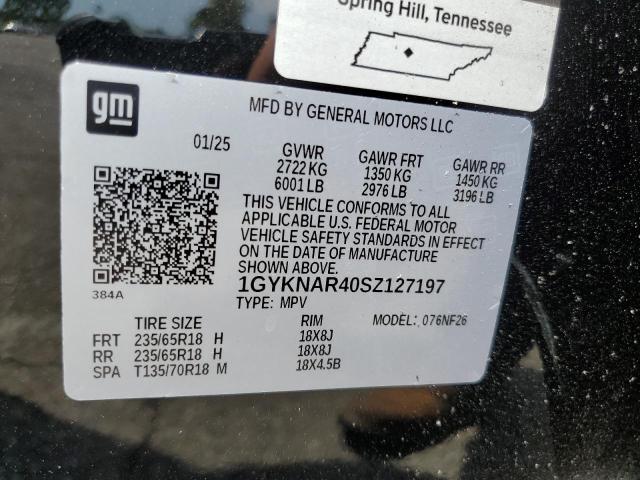 Spring Hill, Tennessee
gm
MFD BY GENERAL MOTORS LLC
01/25
GVWR GAWR FRT GAWR RR
2722 KG 1350 KG 1450 KG
6001 LB 2976 LB 3196 LB
THIS VEHICLE CONFORMS TO ALL
APPLICABLE U.S. FEDERAL MOTOR
VEHICLE SAFETY STANDARDS IN EFFECT
ON THE DATE OF MANUFACTURE
SHOWN ABOVE.
384A
1GYKNAR40SZ127197
TYPE: MPV MODEL: 076NF26
TIRE SIZE RIM
FRT 235/65R18 H 18X8J
RR 235/65R18 H 18X8J
SPA T135/70R18 M 18X4.5B